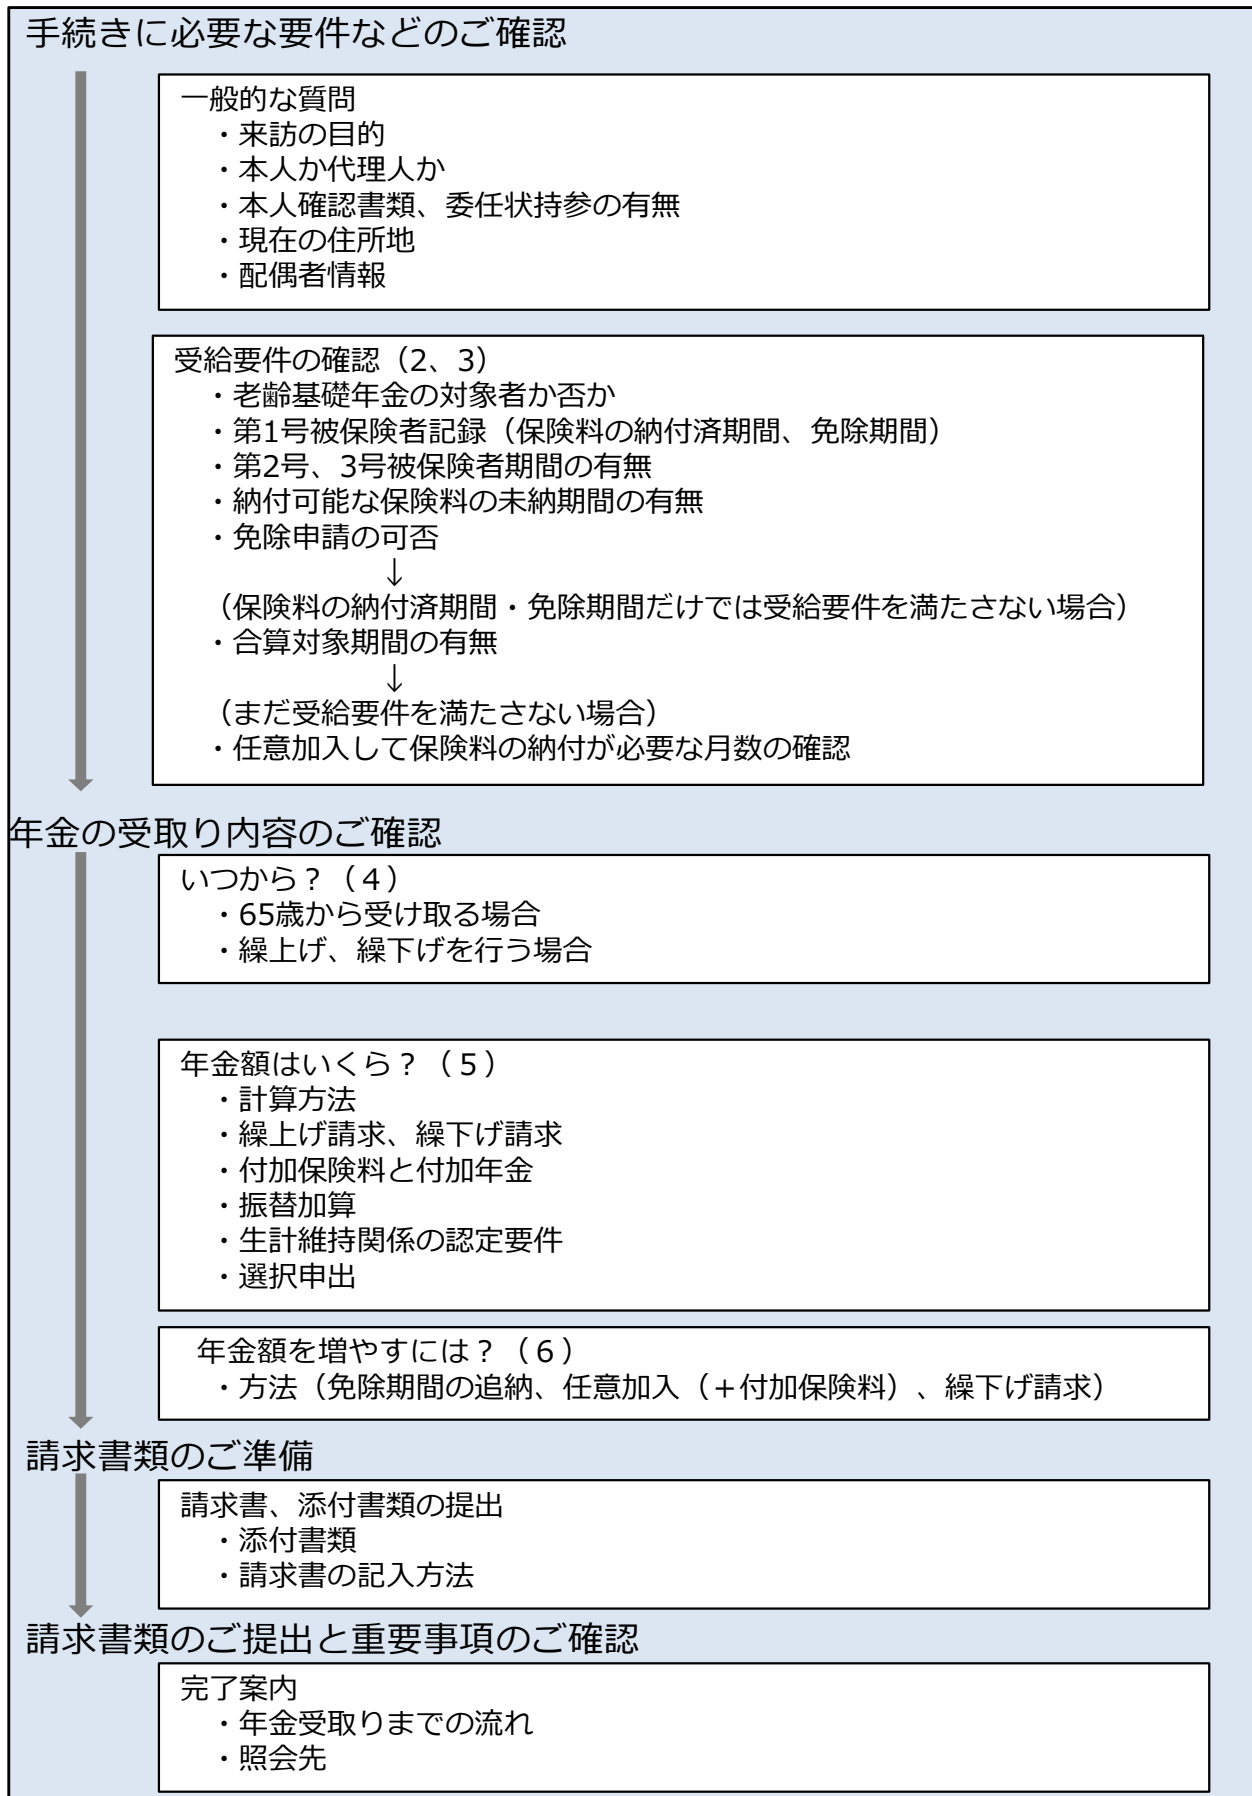 手続きに必要な要件などのご確認
一般的な質問
・来訪の目的
・本人か代理人か
・本人確認書類、委任状持参の有無
・現在の住所地
・配偶者情報
受給要件の確認（2、3）
・老齢基礎年金の対象者か否か
・第1号被保険者記録（保険料の納付済期間、免除期間）
・第2号、3号被保険者期間の有無
・納付可能な保険料の未納期間の有無
・免除申請の可否
↓
（保険料の納付済期間・免除期間だけでは受給要件を満たさない場合）
・合算対象期間の有無
↓
（まだ受給要件を満たさない場合）
・任意加入して保険料の納付が必要な月数の確認
年金の受取り内容のご確認
いつから？（４）
・65歳から受け取る場合
・繰上げ、繰下げを行う場合
年金額はいくら？（５）
・計算方法
・繰上げ請求、繰下げ請求
・付加保険料と付加年金
・振替加算
・生計維持関係の認定要件
・選択申出
年金額を増やすには？（６）
・方法（免除期間の追納、任意加入（＋付加保険料）、繰下げ請求）
請求書類のご準備
請求書、添付書類の提出
・添付書類
・請求書の記入方法
請求書類のご提出と重要事項のご確認
完了案内
・年金受取りまでの流れ
・照会先